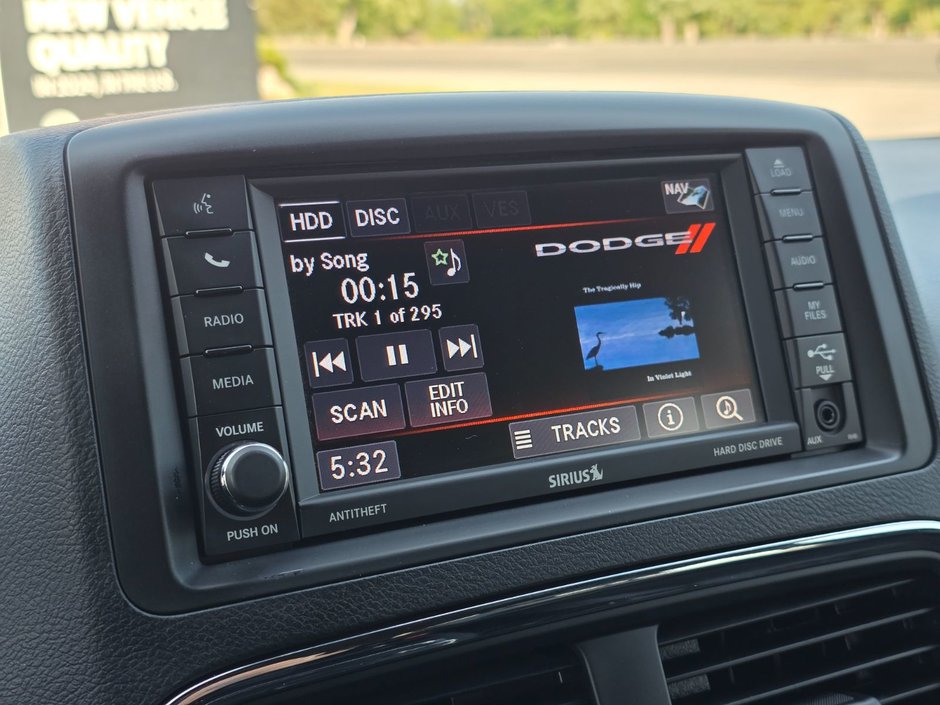 NEW VEHICLE
QUALITY
LOAD
MENU
AUDIO
MY
FILES
PULL
AUX
RADIO
MEDIA
VOLUME
PUSH ON
HDD DISC AUX VES NAV
DODGE
by Song
00:15
TRK 1 of 295
The Tragically Hip
In Violet Light
SCAN
EDIT
INFO
TRACKS
5:32
ANTITHEFT
SIRIUS
HARD DISC DRIVE